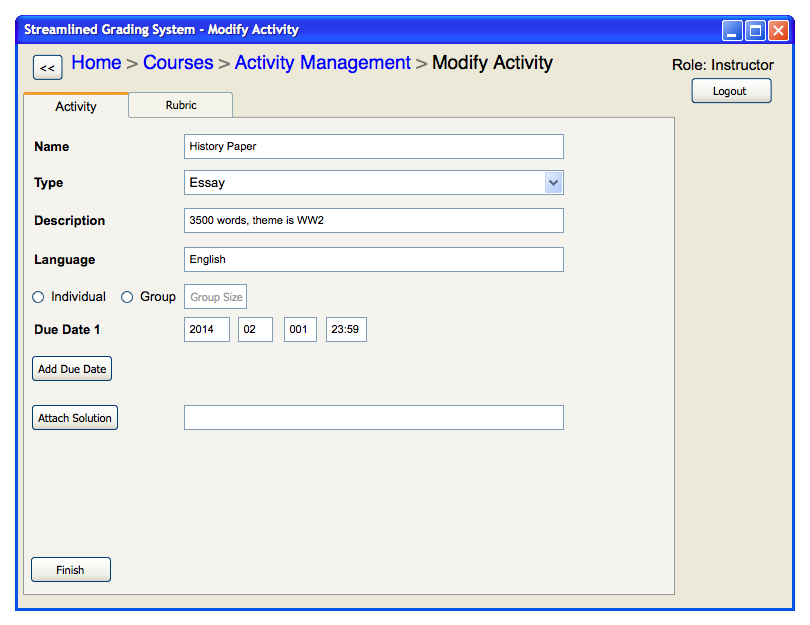 Streamlined Grading System - Modify Activity
<< Home > Courses > Activity Management > Modify Activity
Role: Instructor
Logout
Activity Rubric
Name History Paper
Type Essay
Description 3500 words, theme is WW2
Language English
Individual Group Group Size
Due Date 1 2014 02 001 23:59
Add Due Date
Attach Solution
Finish